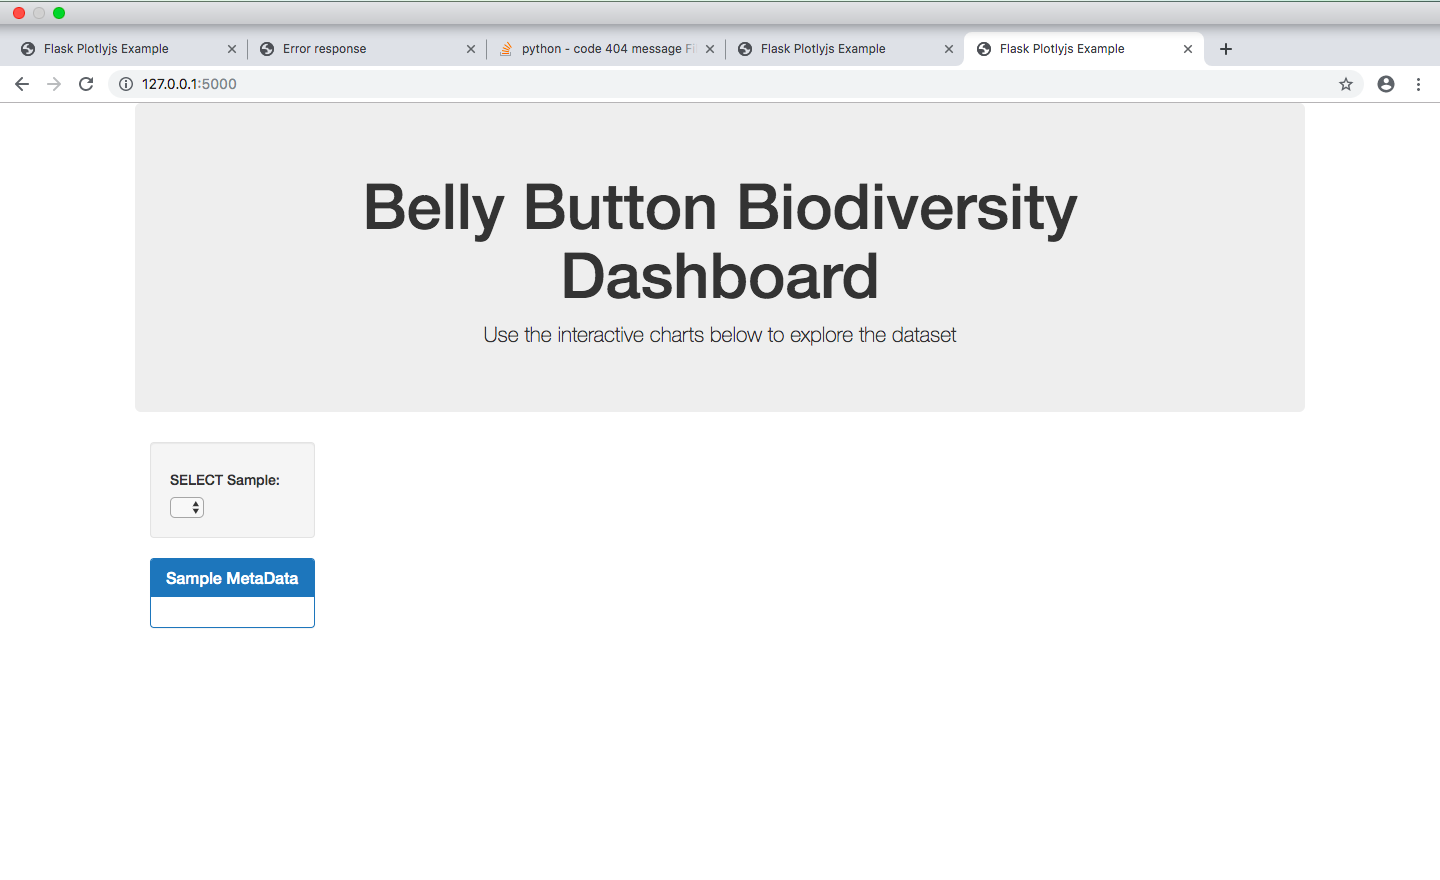 Flask Plotlyjs Example
Error response
python - code 404 message Fi
Flask Plotlyjs Example
Flask Plotlyjs Example
127.0.0.1:5000
Belly Button Biodiversity
Dashboard
Use the interactive charts below to explore the dataset
SELECT Sample:
Sample MetaData